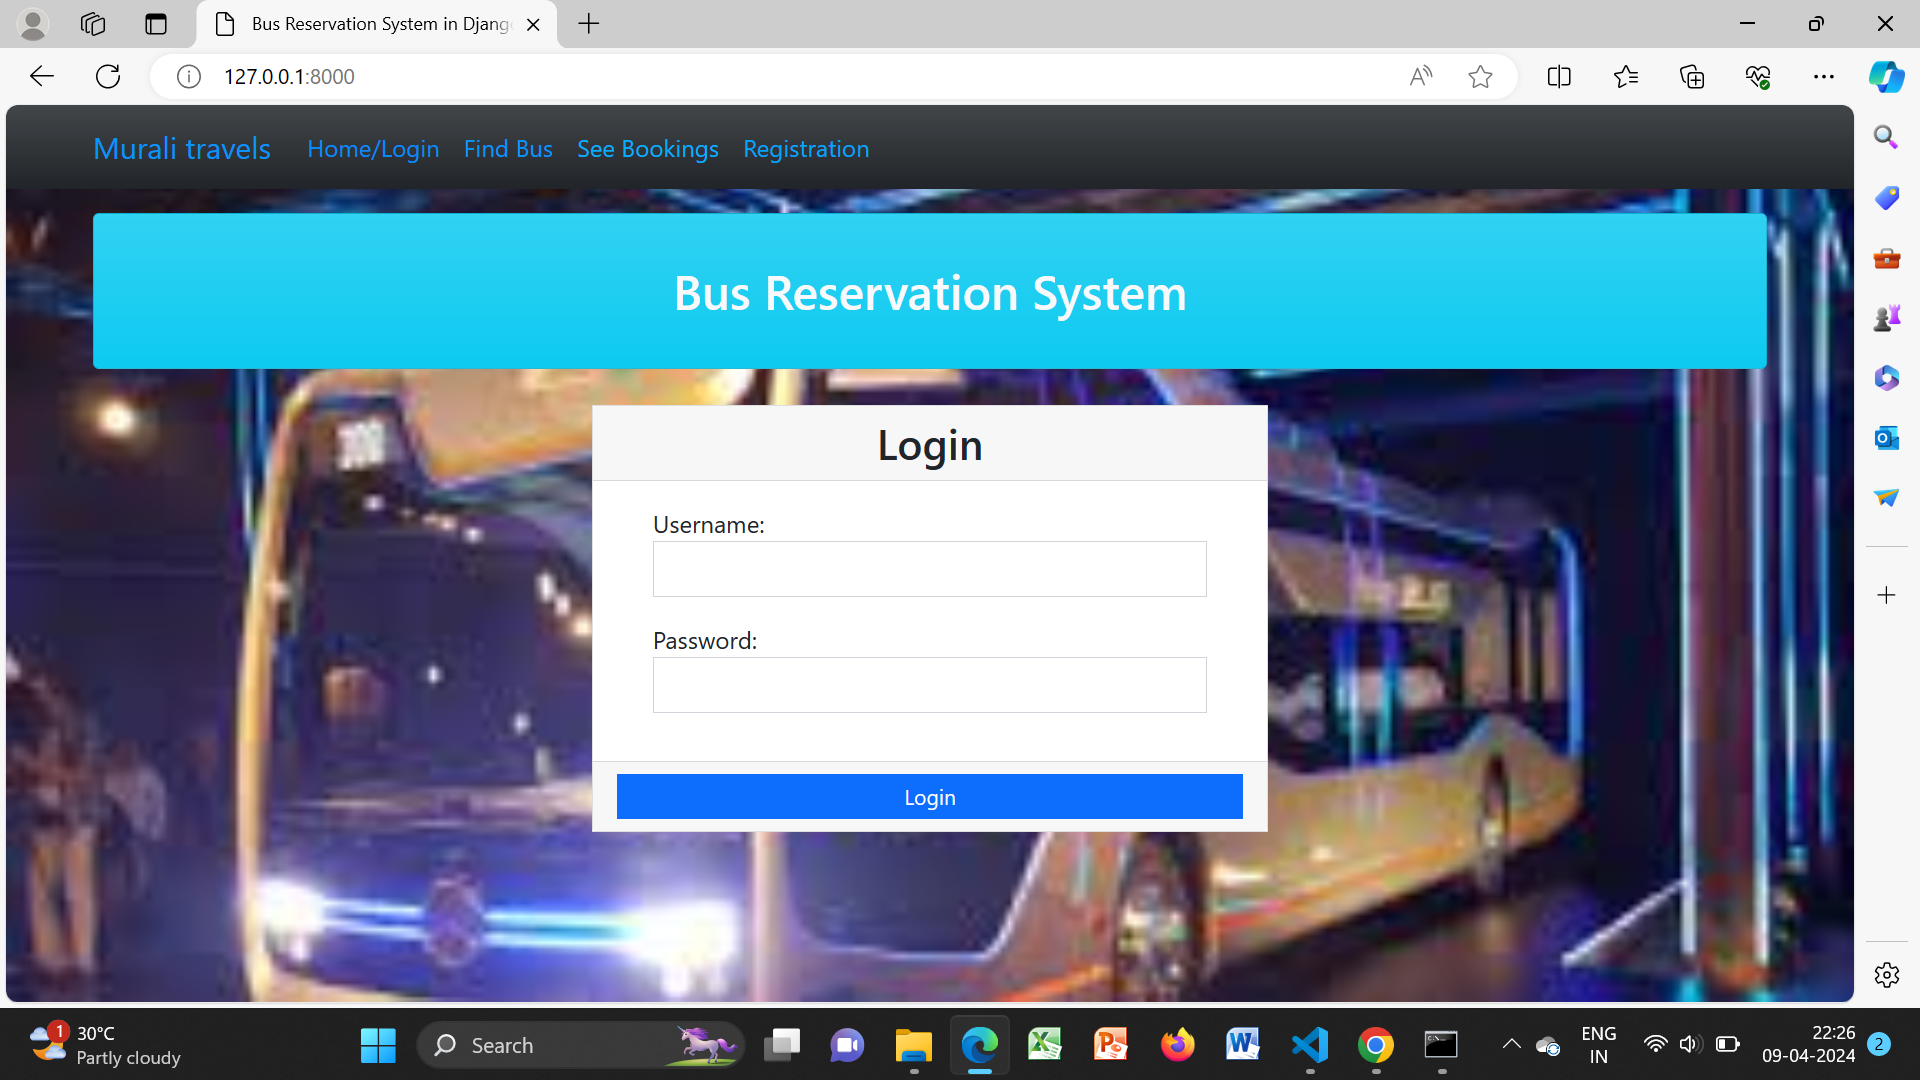 Bus Reservation System in Djang
127.0.0.1:8000
Murali travels Home/Login Find Bus See Bookings Registration
Bus Reservation System
Login
Username:
Password:
Login
1 30°C
Partly cloudy
Search
ENG
IN
22:26
09-04-2024
2